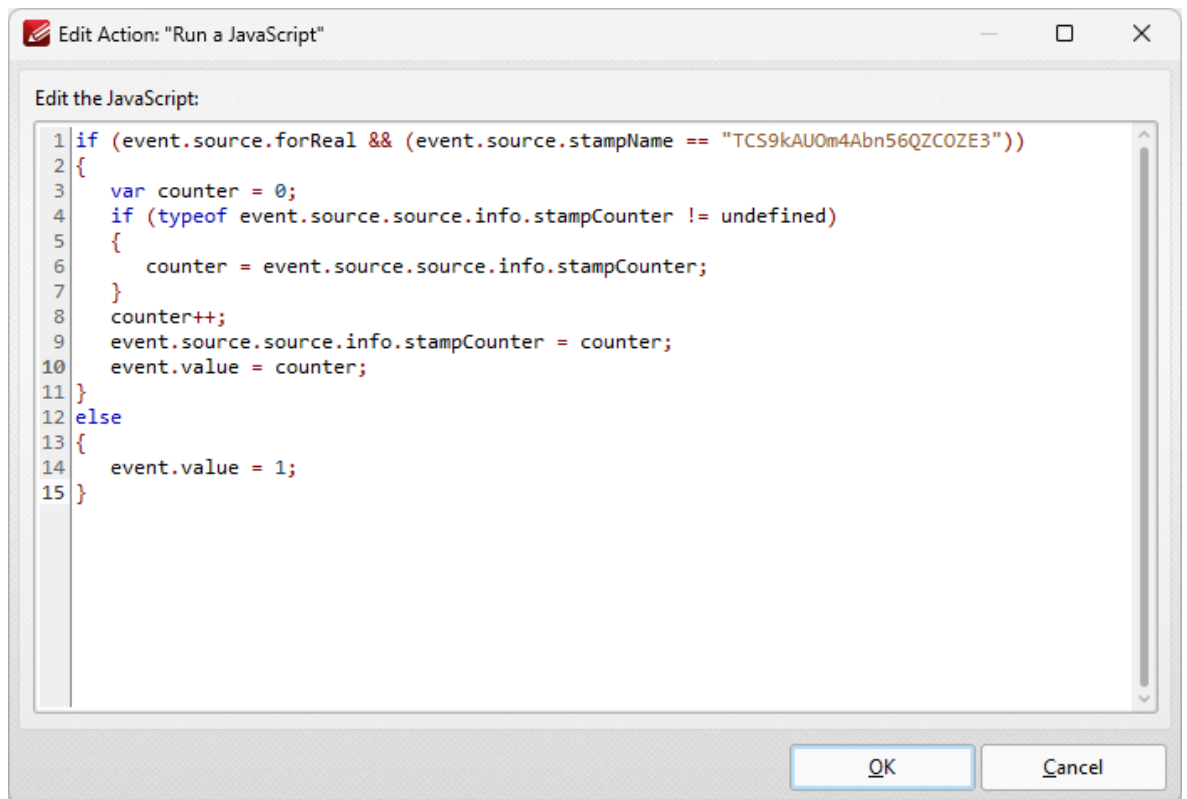 Edit Action: "Run a JavaScript"
Edit the JavaScript:
1 if (event.source.forReal && (event.source.stampName == "TCS9kAUOm4Abn56QZCOZE3"))
2 {
3    var counter = 0;
4    if (typeof event.source.source.info.stampCounter != undefined)
5    {
6       counter = event.source.source.info.stampCounter;
7    }
8    counter++;
9    event.source.source.info.stampCounter = counter;
10    event.value = counter;
11 }
12 else
13 {
14    event.value = 1;
15 }
OK Cancel